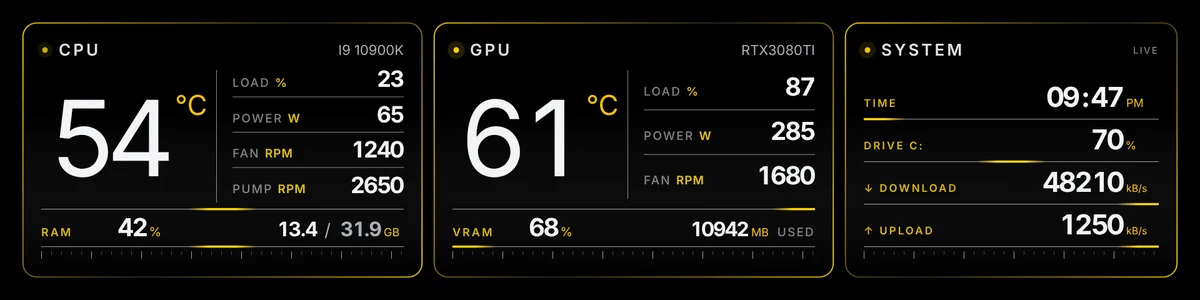 CPU I9 10900K
54 °C
LOAD % 23
POWER W 65
FAN RPM 1240
PUMP RPM 2650
RAM 42% 13.4 / 31.9 GB
GPU RTX3080TI
61 °C
LOAD % 87
POWER W 285
FAN RPM 1680
VRAM 68% 10942 MB USED
SYSTEM LIVE
TIME 09:47 PM
DRIVE C: 70%
↓ DOWNLOAD 48210 kB/s
↑ UPLOAD 1250 kB/s